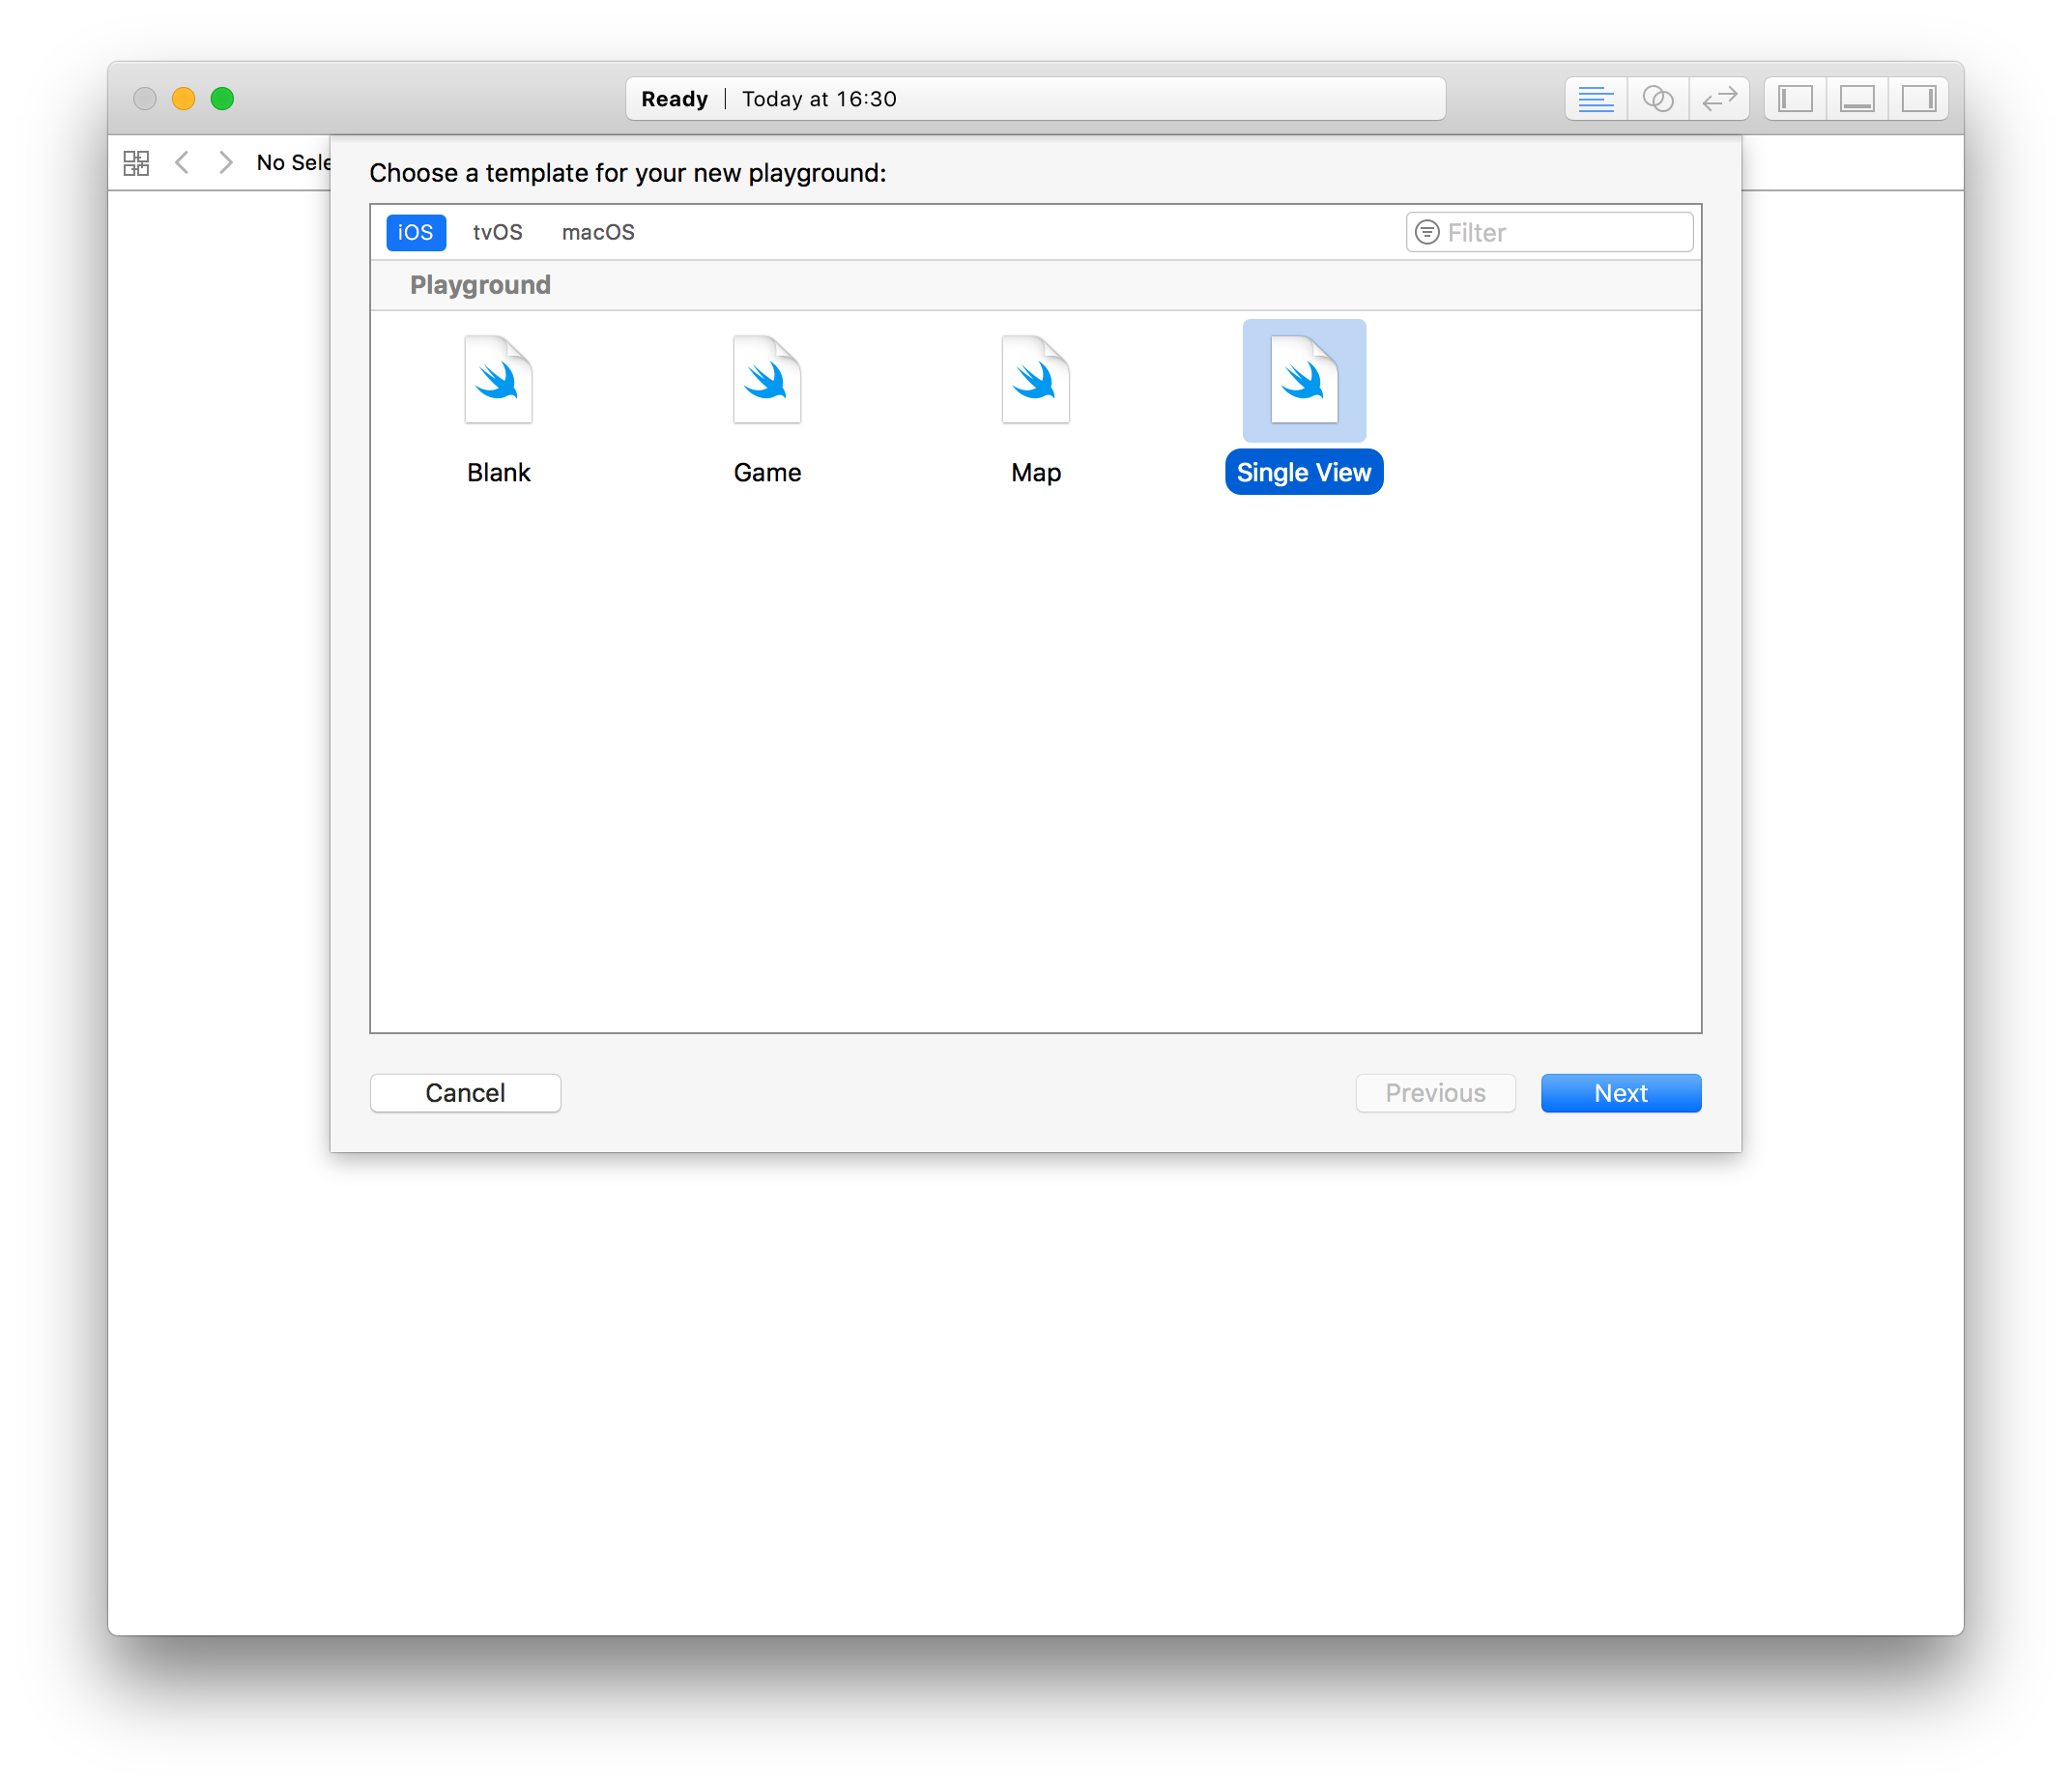 Ready | Today at 16:30
No Sele
Choose a template for your new playground:
iOS tvOS macOS Filter
Playground
Blank Game Map Single View
Cancel Previous Next